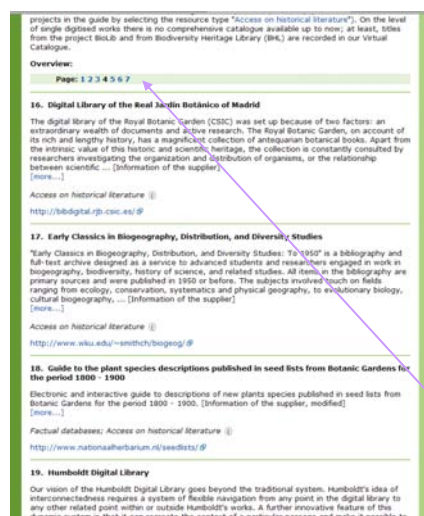 projects in the guide by selecting the resource type "Access on historical literature"). On the level
of single digitised works there is no comprehensive catalogue available up to now; at least, titles
from the project BioLib and from Biodiversity Heritage Library (BHL) are recorded in our Virtual
Catalogue.
Overview:
Page: 1 2 3 4 5 6 7
16. Digital Library of the Real Jardín Botánico of Madrid
The digital library of the Royal Botanic Garden (CSIC) was set up because of two factors: an
extraordinary wealth of documents and active research. The Royal Botanic Garden, on account of
its rich and lengthy history, has a magnificent collection of antequarian botanical books. Apart from
the intrinsic value of this historic and scientific heritage, the collection is constantly consulted by
researchers investigating the organization and distribution of organisms, or the relationship
between scientific ... [Information of the supplier]
[more...]
Access on historical literature
http://bibdigital.rjb.csic.es/
17. Early Classics in Biogeography, Distribution, and Diversity Studies
"Early Classics in Biogeography, Distribution, and Diversity Studies: To 1950" is a bibliography and
full-text archive designed as a service to advanced students and researchers engaged in work in
biogeography, biodiversity, history of science, and related studies. All items in the bibliography are
primary sources and were published in 1950 or before. The subjects involved touch on fields
ranging from ecology, conservation, systematics and physical geography, to evolutionary biology,
cultural biogeography, ... [Information of the supplier]
[more...]
Access on historical literature
http://www.wku.edu/~smithch/biogeog/
18. Guide to the plant species descriptions published in seed lists from Botanic Gardens for
the period 1800 - 1900
Electronic and interactive guide to descriptions of new plants species published in seed lists from
Botanic Gardens for the period 1800 - 1900. [Information of the supplier, modified]
[more...]
Factual databases; Access on historical literature
http://www.nationaalherbarium.nl/seedlists/
19. Humboldt Digital Library
Our vision of the Humboldt Digital Library goes beyond the traditional system. Humboldt's idea of
interconnectedness requires a system of flexible navigation from any point in the digital library to
any other related point within or outside Humboldt's works. A further innovative feature of this